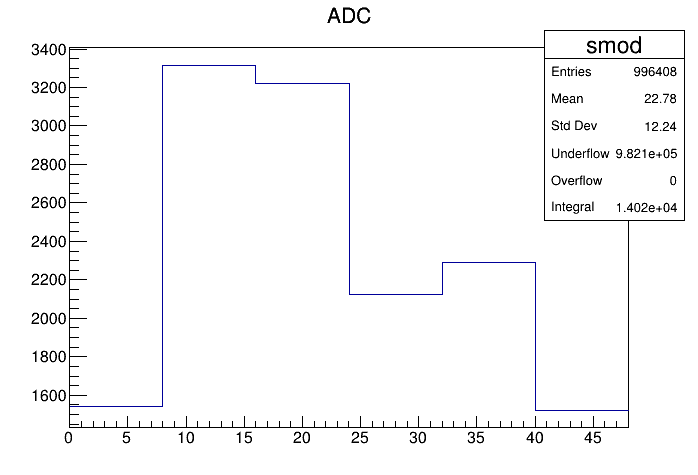 ADC
smod
Entries 996408
Mean 22.78
Std Dev 12.24
Underflow 9.821e+05
Overflow 0
Integral 1.402e+04
3400
3200
3000
2800
2600
2400
2200
2000
1800
1600
0 5 10 15 20 25 30 35 40 45